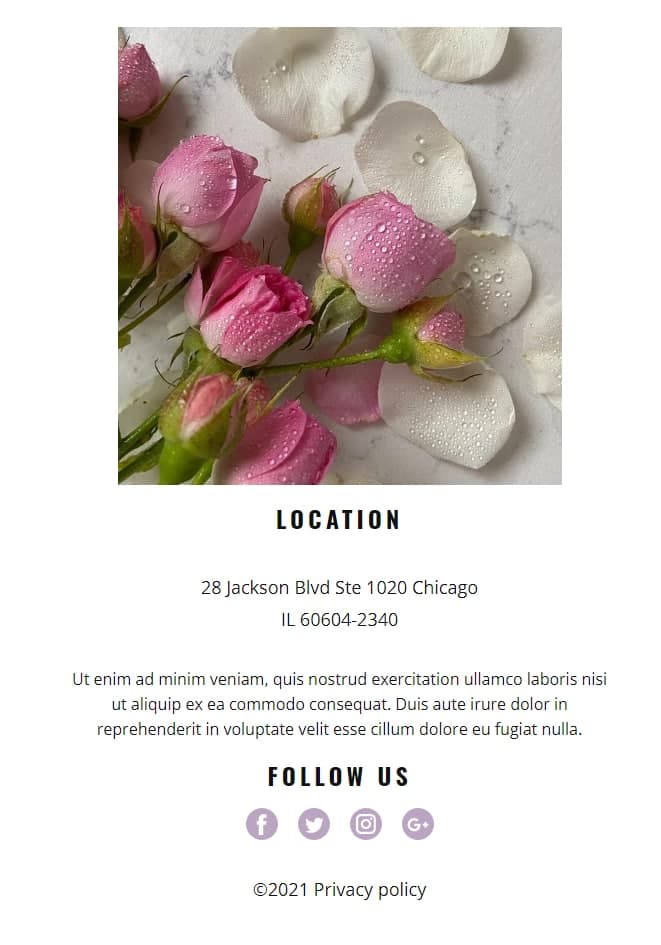 LOCATION
28 Jackson Blvd Ste 1020 Chicago
IL 60604-2340
Ut enim ad minim veniam, quis nostrud exercitation ullamco laboris nisi
ut aliquip ex ea commodo consequat. Duis aute irure dolor in
reprehenderit in voluptate velit esse cillum dolore eu fugiat nulla.
FOLLOW US
©2021 Privacy policy